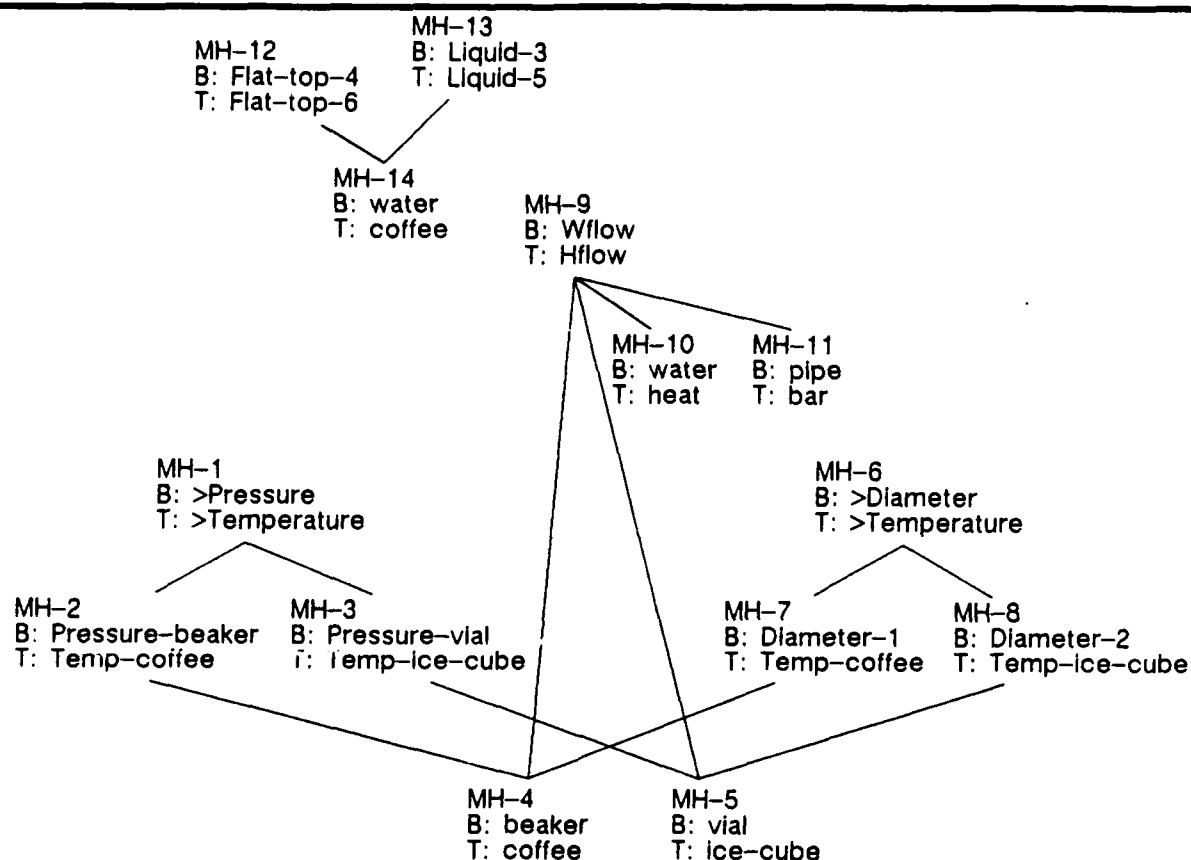 MH-12
B: Flat-top-4
T: Flat-top-6
MH-13
B: Liquid-3
T: Liquid-5
MH-14
B: water
T: coffee
MH-9
B: Wflow
T: Hflow
MH-10
B: water
T: heat
MH-11
B: pipe
T: bar
MH-1
B: >Pressure
T: >Temperature
MH-6
B: >Diameter
T: >Temperature
MH-2
B: Pressure-beaker
T: Temp-coffee
MH-3
B: Pressure-vial
T: Temp-ice-cube
MH-7
B: Diameter-1
T: Temp-coffee
MH-8
B: Diameter-2
T: Temp-ice-cube
MH-4
B: beaker
T: coffee
MH-5
B: vial
T: ice-cube